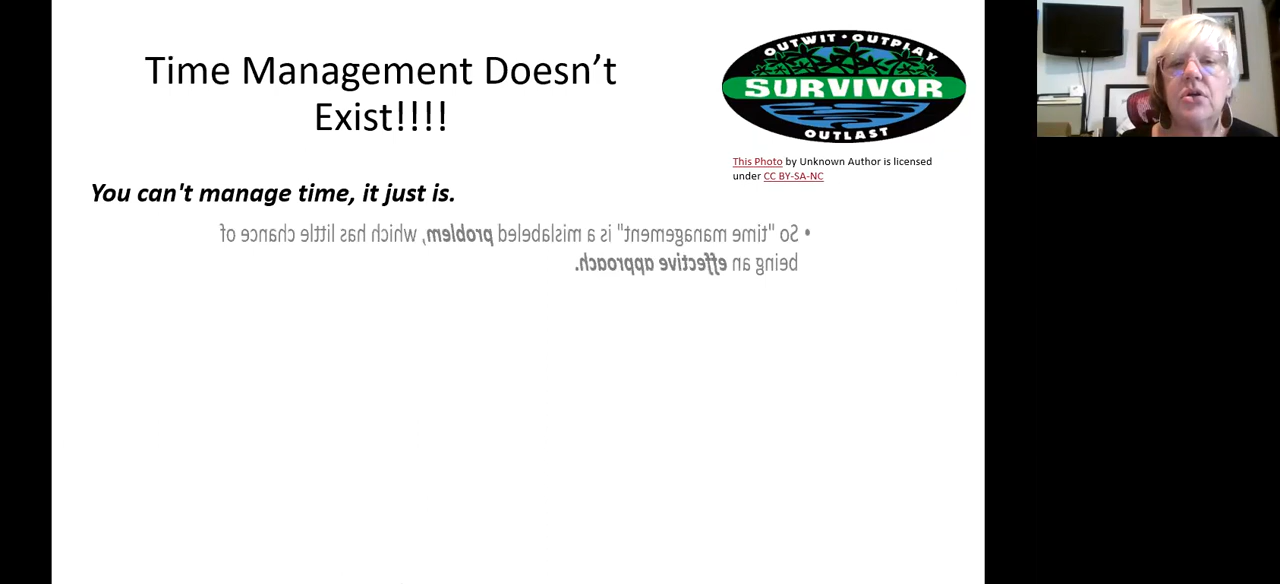 Time Management Doesn’t
Exist!!!!
OUTWIT · OUTPLAY
SURVIVOR
OUTLAST
This Photo by Unknown Author is licensed
under CC BY-SA-NC
You can't manage time, it just is.
• So "time management" is a mislabeled problem, which has little chance of
being an effective approach.